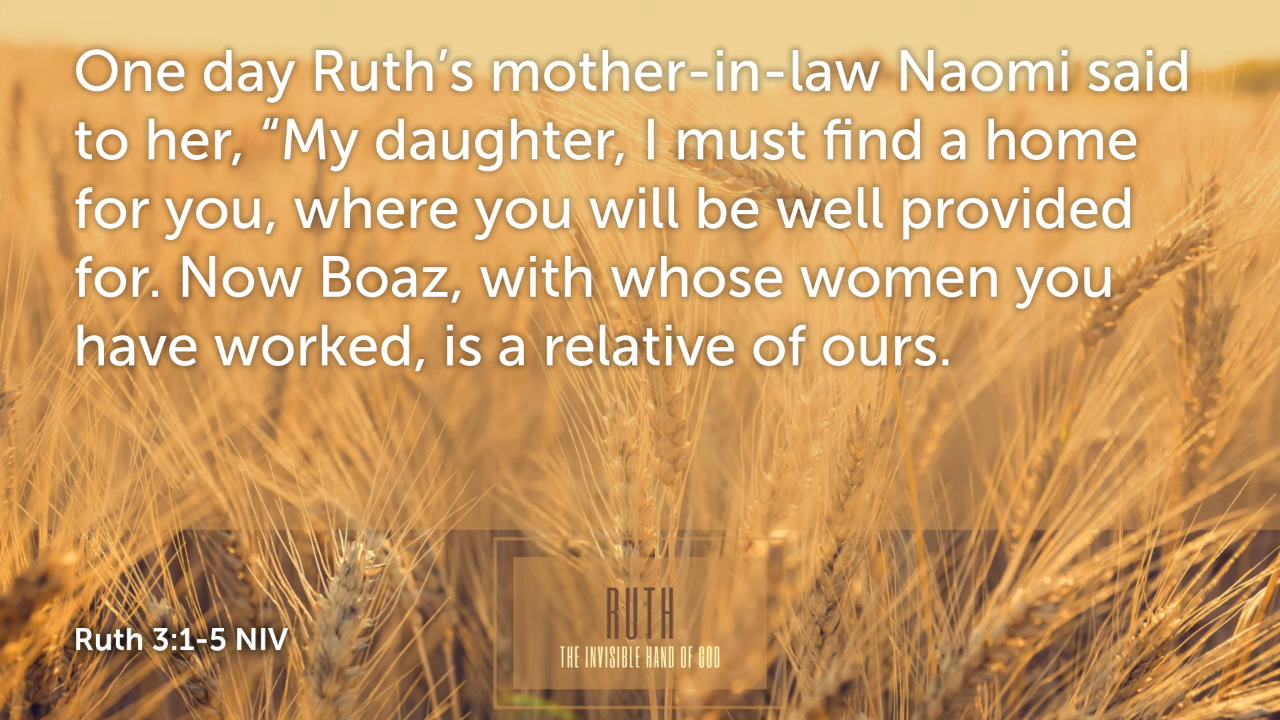 One day Ruth’s mother-in-law Naomi said
to her, “My daughter, I must find a home
for you, where you will be well provided
for. Now Boaz, with whose women you
have worked, is a relative of ours.
Ruth 3:1-5 NIV
RUTH
THE INVISIBLE HAND OF GOD